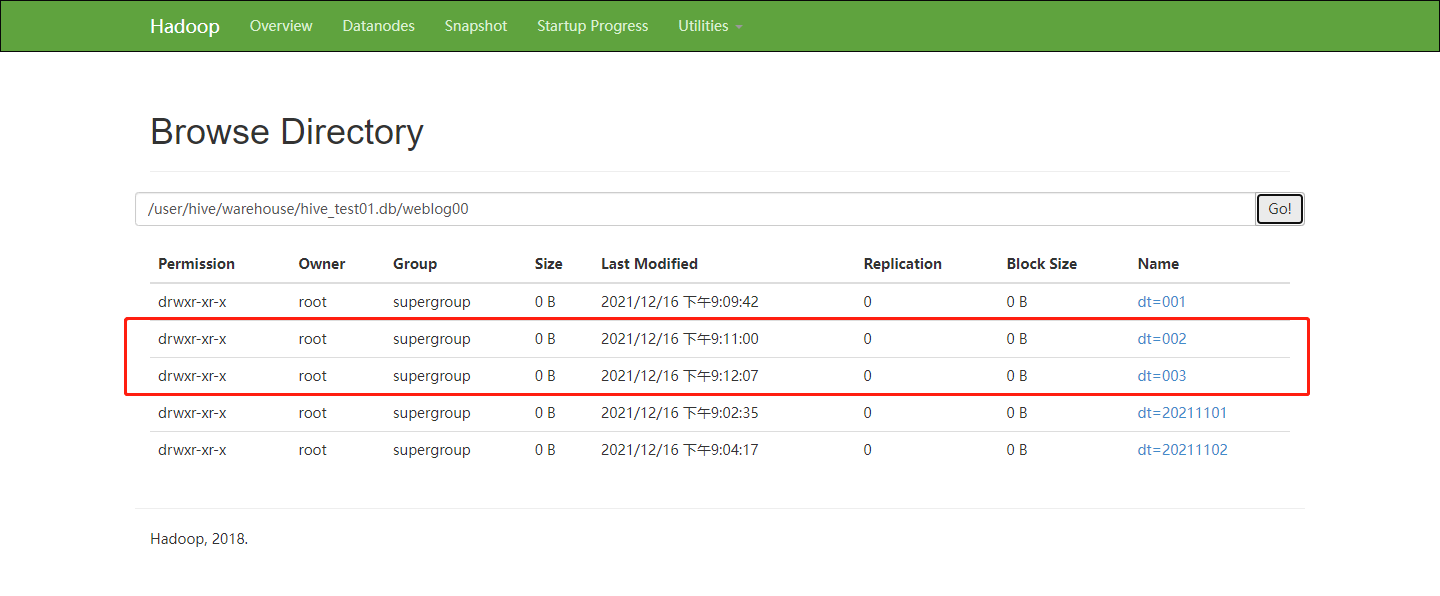 Hadoop Overview Datanodes Snapshot Startup Progress Utilities
Browse Directory
/user/hive/warehouse/hive_test01.db/weblog00 Go!
Permission Owner Group Size Last Modified Replication Block Size Name
drwxr-xr-x root supergroup 0 B 2021/12/16 下午9:09:42 0 0 B dt=001
drwxr-xr-x root supergroup 0 B 2021/12/16 下午9:11:00 0 0 B dt=002
drwxr-xr-x root supergroup 0 B 2021/12/16 下午9:12:07 0 0 B dt=003
drwxr-xr-x root supergroup 0 B 2021/12/16 下午9:02:35 0 0 B dt=20211101
drwxr-xr-x root supergroup 0 B 2021/12/16 下午9:04:17 0 0 B dt=20211102
Hadoop, 2018.